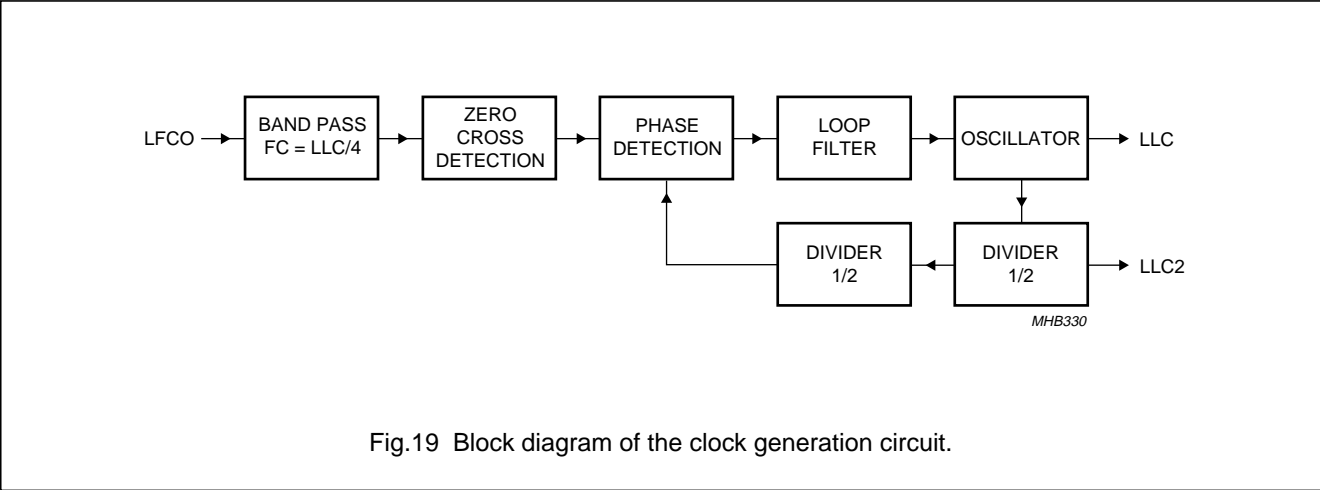 LFCO
BAND PASS
FC = LLC/4
ZERO
CROSS
DETECTION
PHASE
DETECTION
LOOP
FILTER
OSCILLATOR
LLC
DIVIDER
1/2
DIVIDER
1/2
LLC2
MHB330
Fig.19 Block diagram of the clock generation circuit.